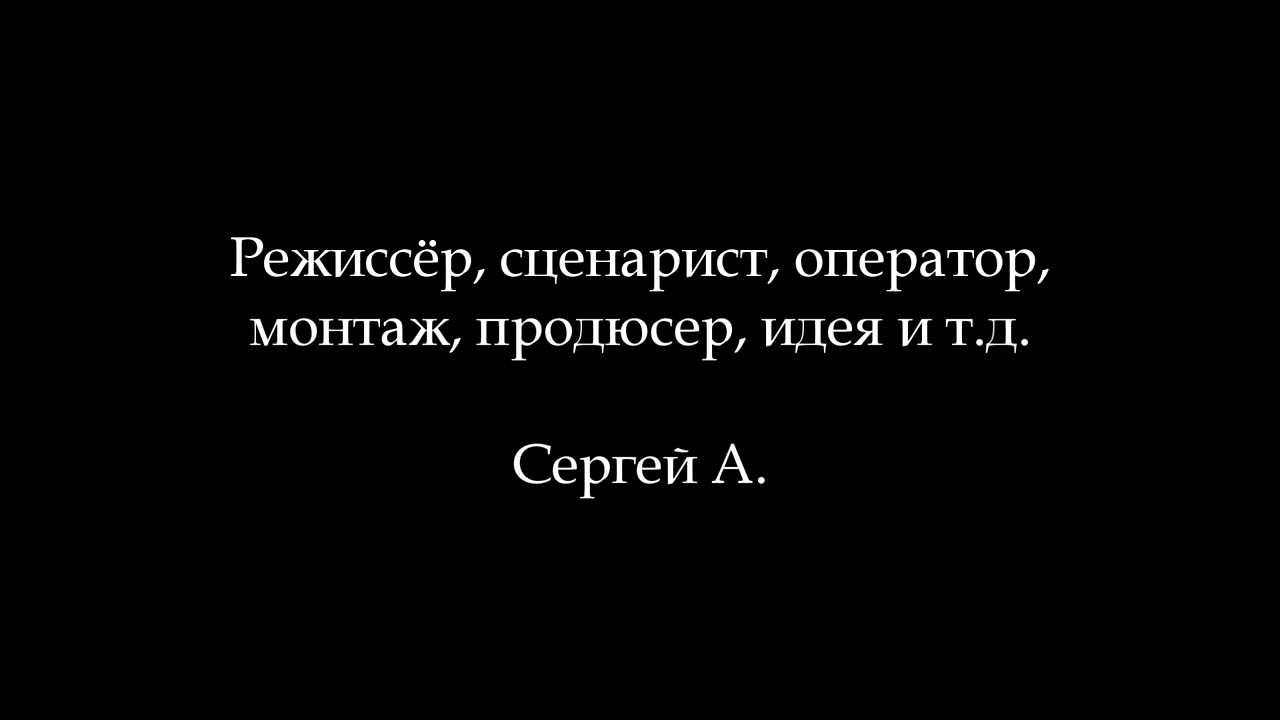 Режиссёр, сценарист, оператор,
монтаж, продюсер, идея и т.д.
Сергей А.